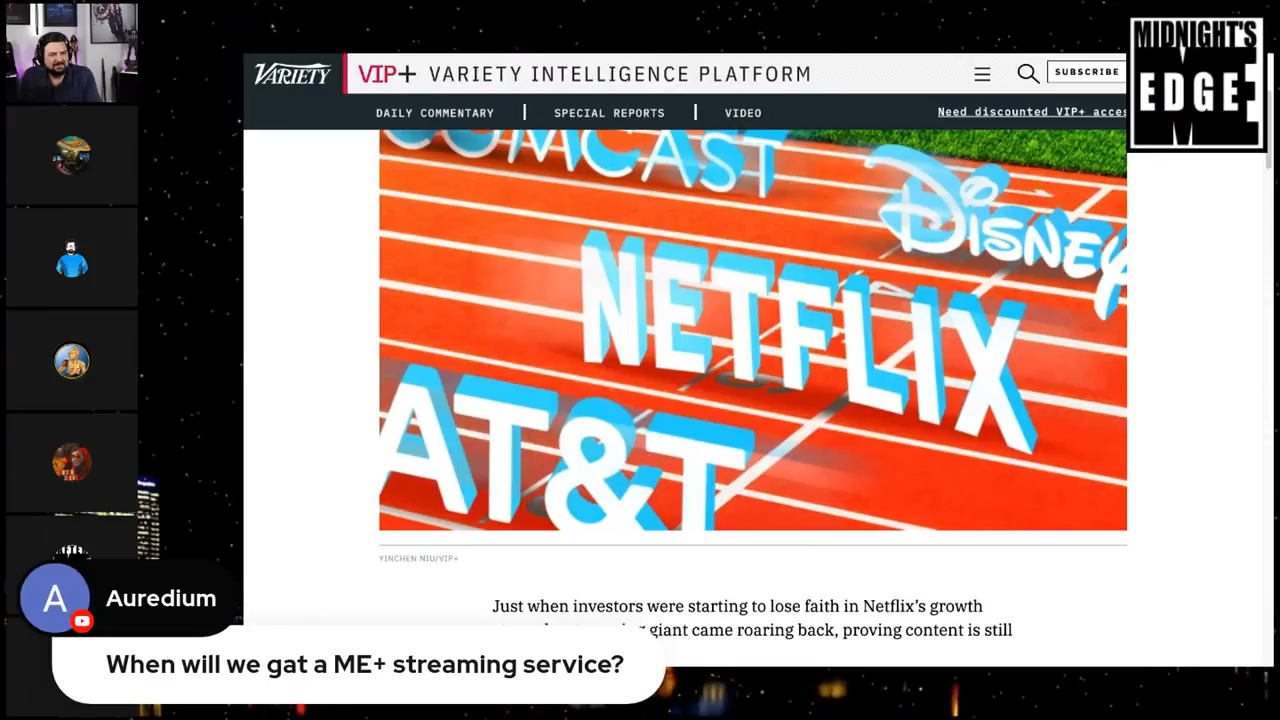 VARIETY
VIP+ VARIETY INTELLIGENCE PLATFORM
SUBSCRIBE
MIDNIGHT'S
EDGE
DAILY COMMENTARY
SPECIAL REPORTS
VIDEO
Need discounted VIP+ acces
COMCAST
DISNEY
NETFLIX
AT&T
YINCHEN NIU/VIP+
Just when investors were starting to lose faith in Netflix's growth
giant came roaring back, proving content is still
A
Auredium
When will we gat a ME+ streaming service?